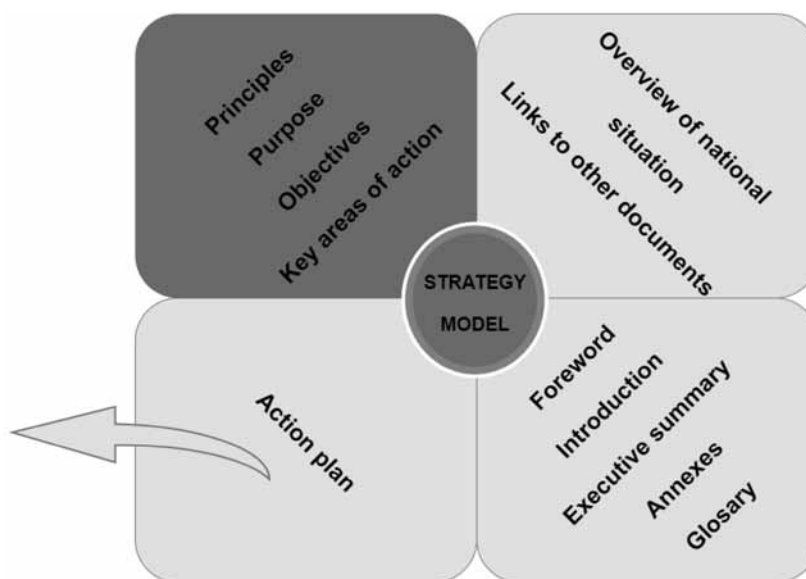 Principles
Purpose
Objectives
Key areas of action
Overview of national
situation
Links to other documents
STRATEGY
MODEL
Action plan
Foreword
Introduction
Executive summary
Annexes
Glosary